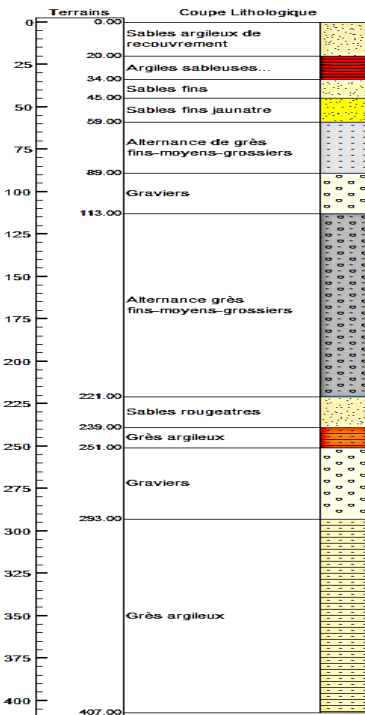 Terrains Coupe Lithologique
0 0.00
Sables argileux de
recouvrement
20.00
25 Argiles sableuses...
34.00
Sables fins
45.00
50 Sables fins jaunatre
59.00
Alternance de grès
75 fins-moyens-grossiers
89.00
100 Graviers
113.00
125
150
Alternance grès
fins-moyens-grossiers
175
200
221.00
225 Sables rougeatres
239.00
Grès argileux
250 251.00
275 Graviers
293.00
300
325
350 Grès argileux
375
400
407.00